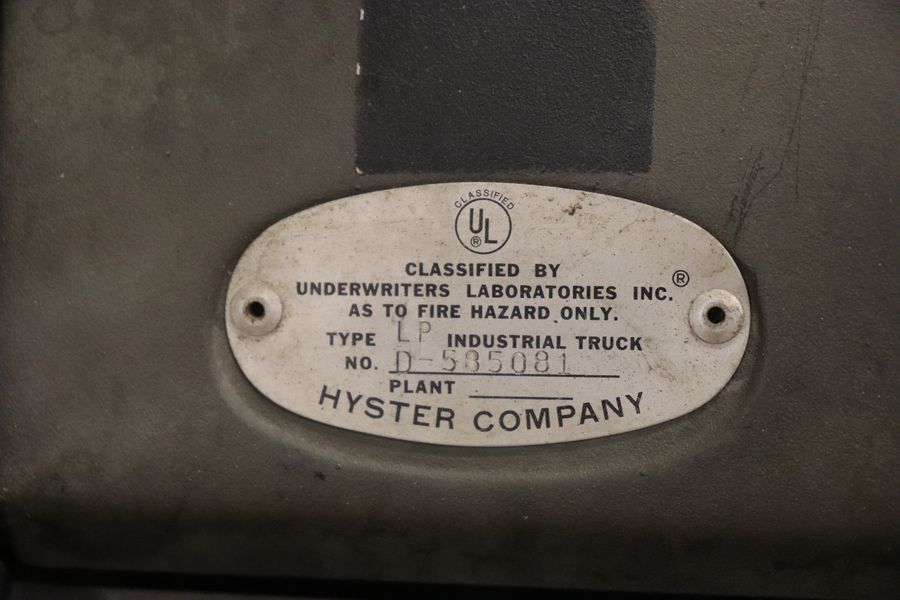 CLASSIFIED
UL ®
CLASSIFIED BY
UNDERWRITERS LABORATORIES INC. ®
AS TO FIRE HAZARD ONLY.
TYPE LP INDUSTRIAL TRUCK
NO. D-585081
PLANT
HYSTER COMPANY